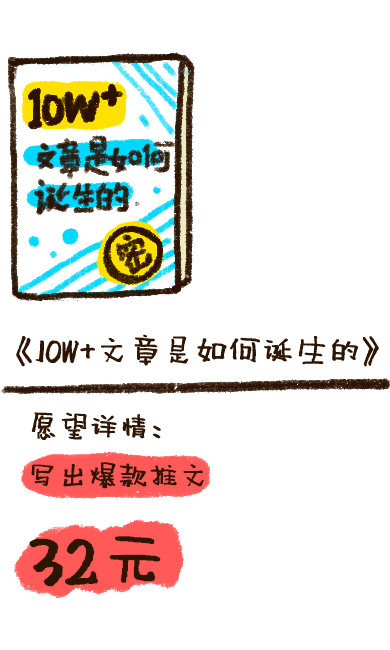 10W+
文章是如何
诞生的
密
《10W+文章是如何诞生的》
愿望详情：
写出爆款推文
32元